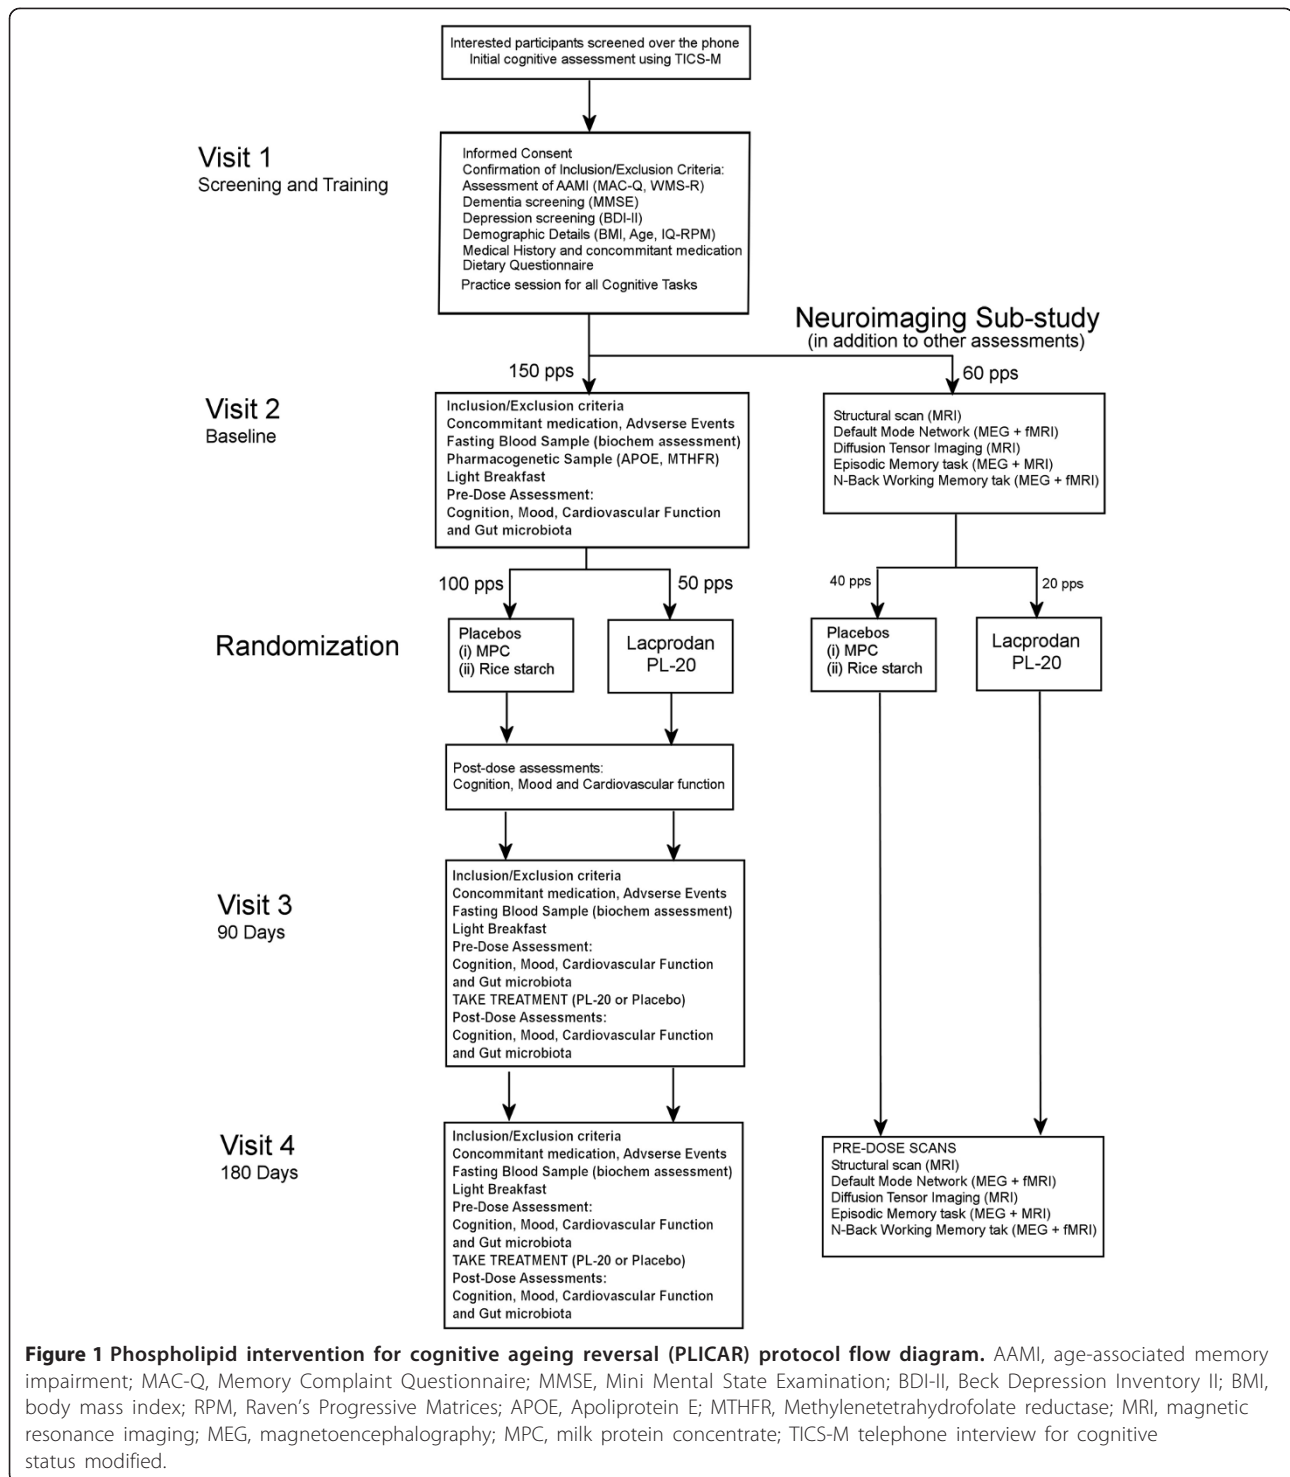 Interested participants screened over the phone
Initial cognitive assessment using TICS-M
Visit 1
Screening and Training
Informed Consent
Confirmation of Inclusion/Exclusion Criteria:
Assessment of AAMI (MAC-Q, WMS-R)
Dementia screening (MMSE)
Depression screening (BDI-II)
Demographic Details (BMI, Age, IQ-RPM)
Medical History and concommitant medication
Dietary Questionnaire
Practice session for all Cognitive Tasks
Neuroimaging Sub-study
(in addition to other assessments)
150 pps
60 pps
Visit 2
Baseline
Inclusion/Exclusion criteria
Concommitant medication, Advserse Events
Fasting Blood Sample (biochem assessment)
Pharmacogenetic Sample (APOE, MTHFR)
Light Breakfast
Pre-Dose Assessment:
Cognition, Mood, Cardiovascular Function
and Gut microbiota
Structural scan (MRI)
Default Mode Network (MEG + fMRI)
Diffusion Tensor Imaging (MRI)
Episodic Memory task (MEG + MRI)
N-Back Working Memory tak (MEG + fMRI)
100 pps
50 pps
40 pps
20 pps
Randomization
Placebos
(i) MPC
(ii) Rice starch
Lacprodan
PL-20
Placebos
(i) MPC
(ii) Rice starch
Lacprodan
PL-20
Post-dose assessments:
Cognition, Mood and Cardiovascular function
Visit 3
90 Days
Inclusion/Exclusion criteria
Concommitant medication, Advserse Events
Fasting Blood Sample (biochem assessment)
Light Breakfast
Pre-Dose Assessment:
Cognition, Mood, Cardiovascular Function
and Gut microbiota
TAKE TREATMENT (PL-20 or Placebo)
Post-Dose Assessments:
Cognition, Mood, Cardiovascular Function
and Gut microbiota
Visit 4
180 Days
Inclusion/Exclusion criteria
Concommitant medication, Advserse Events
Fasting Blood Sample (biochem assessment)
Light Breakfast
Pre-Dose Assessment:
Cognition, Mood, Cardiovascular Function
and Gut microbiota
TAKE TREATMENT (PL-20 or Placebo)
Post-Dose Assessments:
Cognition, Mood, Cardiovascular Function
and Gut microbiota
PRE-DOSE SCANS
Structural scan (MRI)
Default Mode Network (MEG + fMRI)
Diffusion Tensor Imaging (MRI)
Episodic Memory task (MEG + MRI)
N-Back Working Memory tak (MEG + fMRI)
Figure 1 Phospholipid intervention for cognitive ageing reversal (PLICAR) protocol flow diagram. AAMI, age-associated memory
impairment; MAC-Q, Memory Complaint Questionnaire; MMSE, Mini Mental State Examination; BDI-II, Beck Depression Inventory II; BMI,
body mass index; RPM, Raven's Progressive Matrices; APOE, Apoliprotein E; MTHFR, Methylenetetrahydrofolate reductase; MRI, magnetic
resonance imaging; MEG, magnetoencephalography; MPC, milk protein concentrate; TICS-M telephone interview for cognitive
status modified.